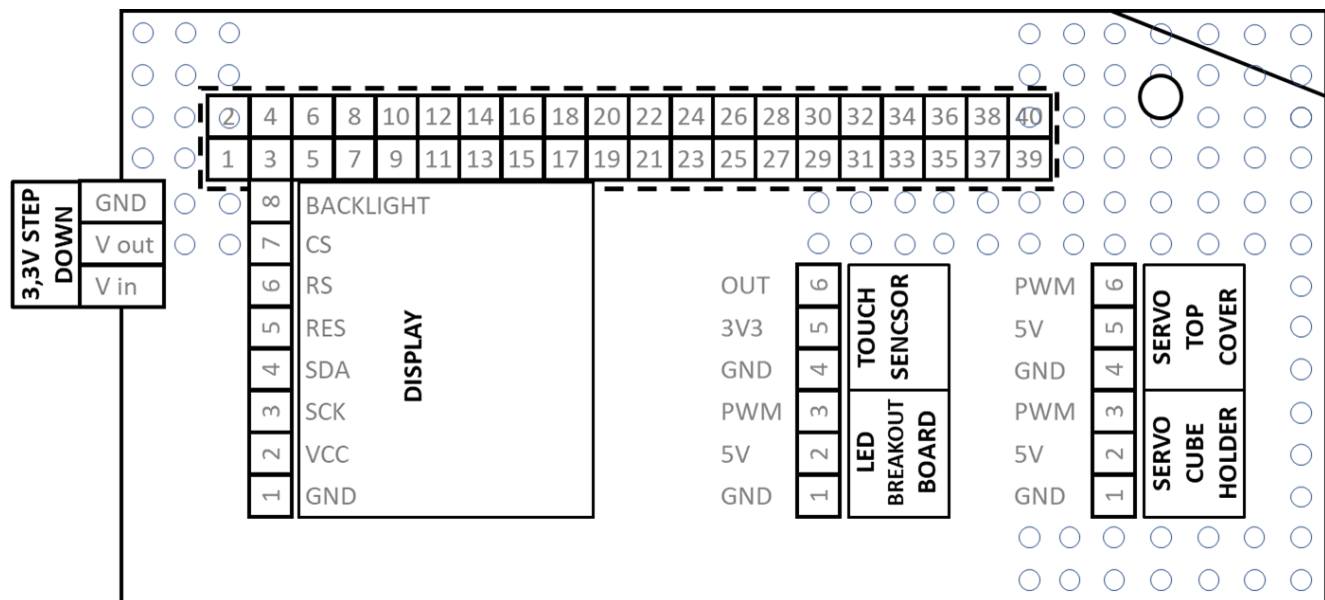 2 4 6 8 10 12 14 16 18 20 22 24 26 28 30 32 34 36 38 40
1 3 5 7 9 11 13 15 17 19 21 23 25 27 29 31 33 35 37 39
3,3V STEP
DOWN
GND
V out
V in
8 BACKLIGHT
7 CS
6 RS
5 RES
4 SDA
3 SCK
2 VCC
1 GND
DISPLAY
OUT 6
3V3 5
GND 4
PWM 3
5V 2
GND 1
TOUCH
SENCSOR
LED
BREAKOUT
BOARD
PWM 6
5V 5
GND 4
PWM 3
5V 2
GND 1
SERVO
TOP
COVER
SERVO
CUBE
HOLDER